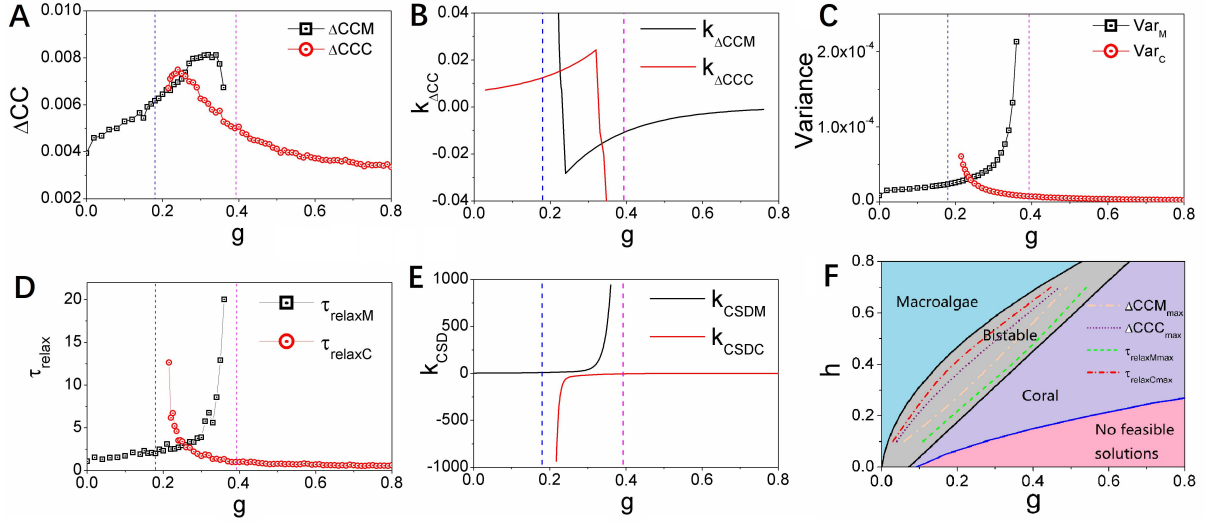 A
ΔCC
0.010
0.008
0.006
0.004
0.002
0.0
0.2
0.4
0.6
0.8
g
ΔCCM
ΔCCC
B
k_ΔCC
0.04
0.02
0.00
-0.02
-0.04
0.0
0.2
0.4
0.6
0.8
g
k_ΔCCM
k_ΔCCC
C
Variance
2.0x10⁻⁴
1.0x10⁻⁴
0.0
0.2
0.4
0.6
0.8
g
Var_M
Var_C
D
τ_relax
20
15
10
5
0
0.0
0.2
0.4
0.6
0.8
g
τ_relaxM
τ_relaxC
E
k_CSD
1000
500
0
-500
-1000
0.0
0.2
0.4
0.6
0.8
g
k_CSDM
k_CSDC
F
h
0.8
0.6
0.4
0.2
0.0
0.0
0.2
0.4
0.6
0.8
g
Macroalgae
Bistable
Coral
No feasible
solutions
ΔCCM_max
ΔCCC_max
τ_relaxMmax
τ_relaxCmax